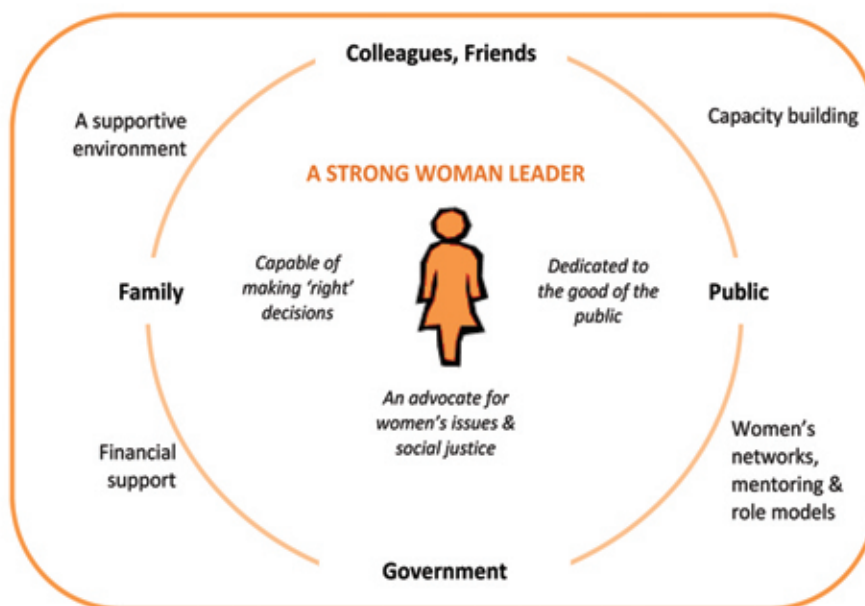 Colleagues, Friends
A supportive
environment
Capacity building
A STRONG WOMAN LEADER
Capable of
making ‘right’
decisions
Dedicated to
the good of the
public
Family
Public
An advocate for
women’s issues &
social justice
Financial
support
Women’s
networks,
mentoring &
role models
Government